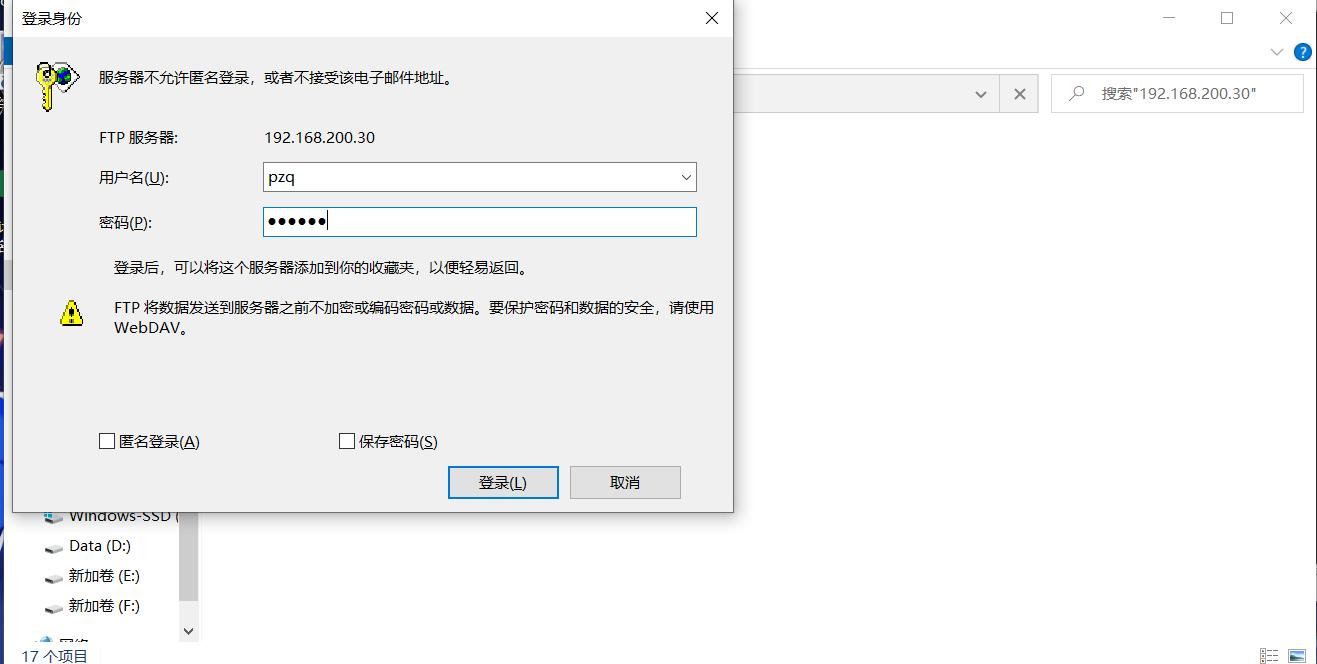 登录身份
服务器不允许匿名登录，或者不接受该电子邮件地址。
FTP 服务器:
192.168.200.30
用户名(U):
pzq
密码(P):
●●●●●●
登录后，可以将这个服务器添加到你的收藏夹，以便轻易返回。
FTP 将数据发送到服务器之前不加密或编码密码或数据。要保护密码和数据的安全，请使用
WebDAV。
匿名登录(A)
保存密码(S)
登录(L)
取消
搜索"192.168.200.30"
Windows-SSD (
Data (D:)
新加卷 (E:)
新加卷 (F:)
网络
17 个项目